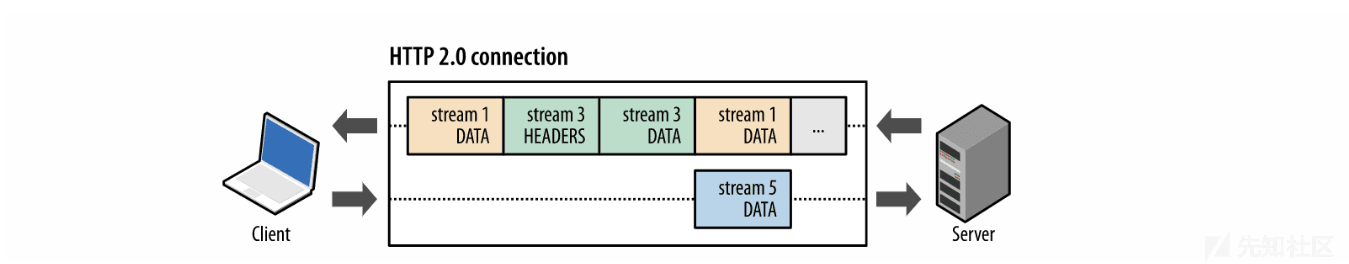 HTTP 2.0 connection
stream 1
DATA
stream 3
HEADERS
stream 3
DATA
stream 1
DATA
...
stream 5
DATA
Client
Server
先知社区